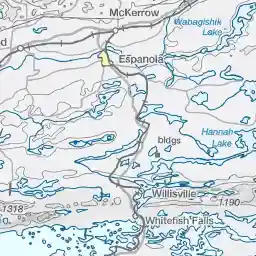 McKerrow
Wabagishik
Lake
d
Espanola
Hannah
Lake
bldgs
Willisville
1318
1190
Whitefish Falls